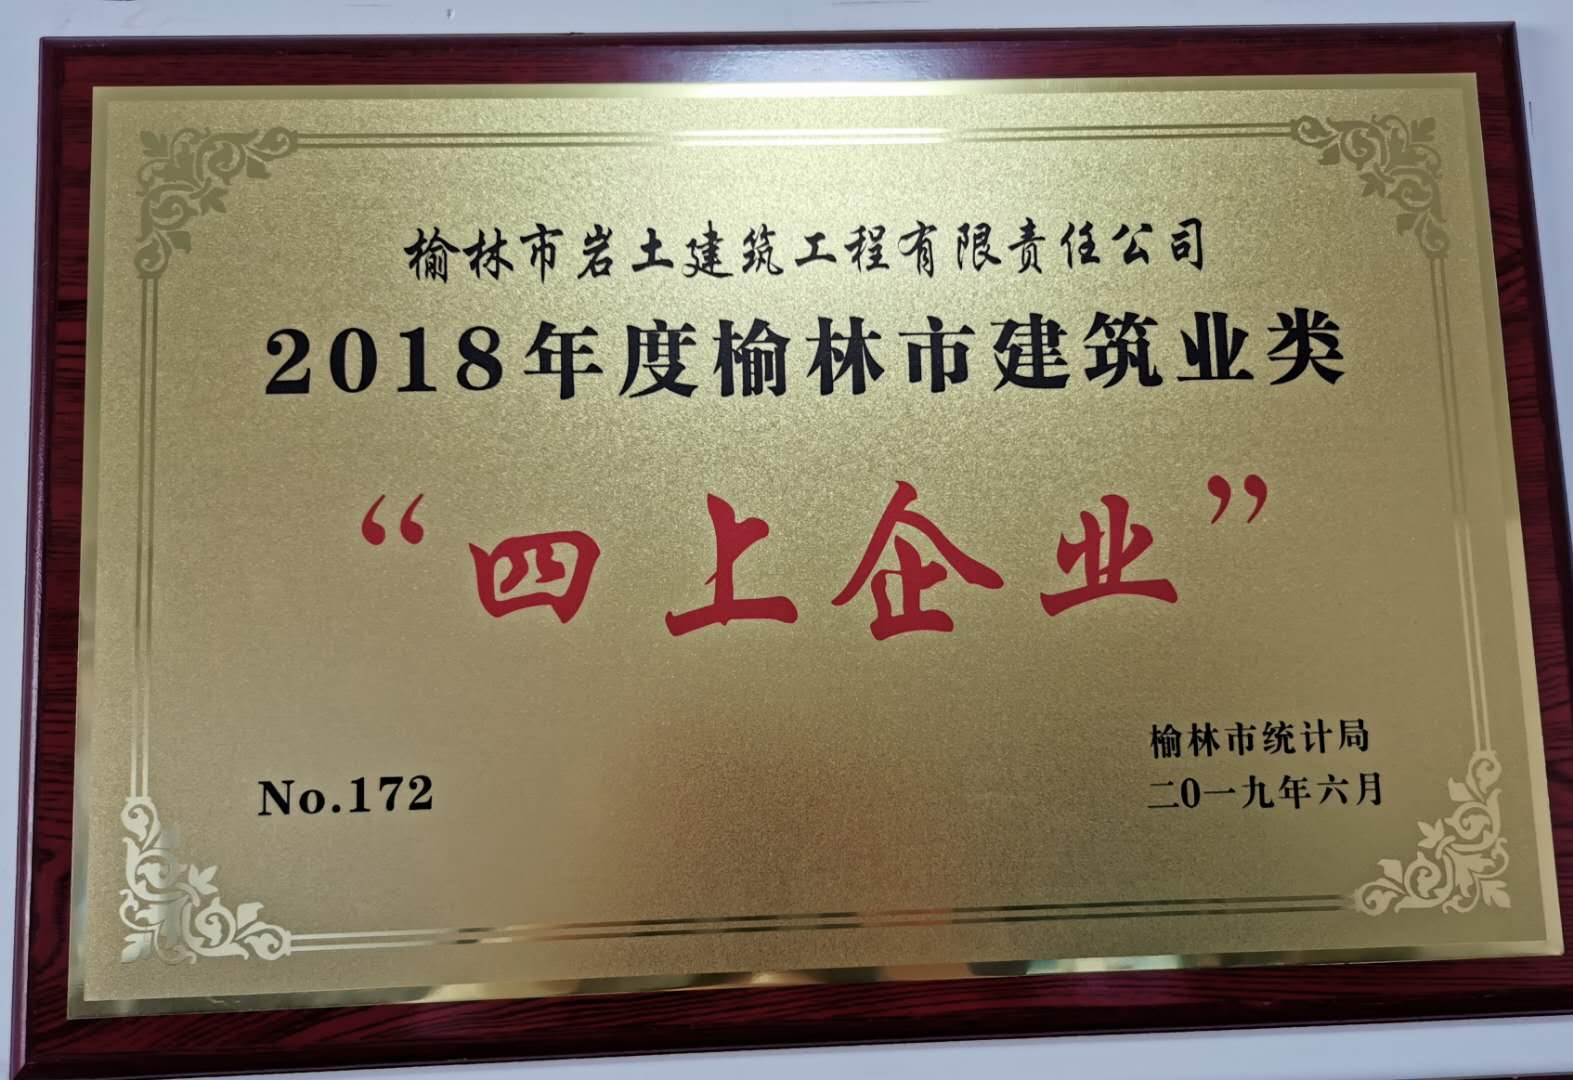 榆林市岩土建筑工程有限责任公司
2018年度榆林市建筑业类
“四上企业”
No.172
榆林市统计局
二0一九年六月